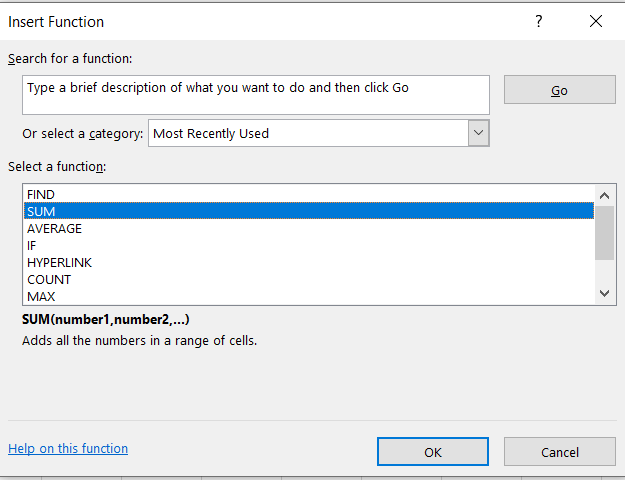 Insert Function
?
Search for a function:
Type a brief description of what you want to do and then click Go
Go
Or select a category: Most Recently Used
Select a function:
FIND
SUM
AVERAGE
IF
HYPERLINK
COUNT
MAX
SUM(number1,number2,...)
Adds all the numbers in a range of cells.
Help on this function
OK
Cancel